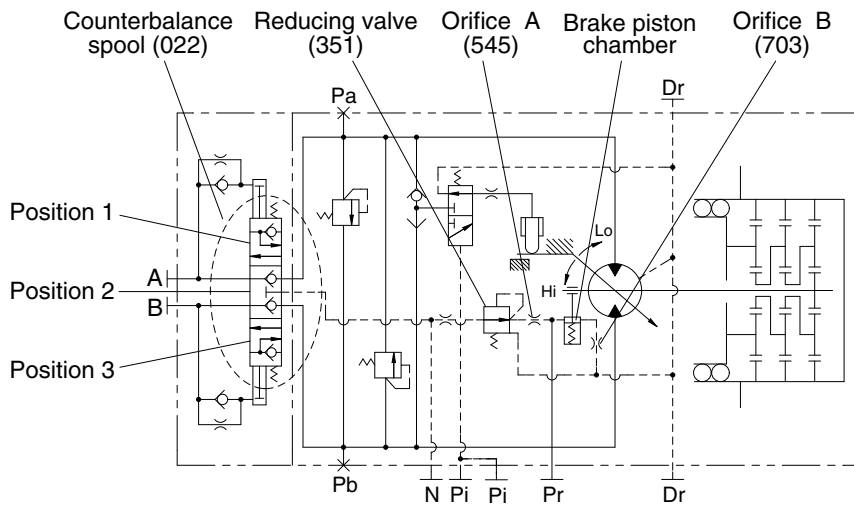 Counterbalance
spool (022)
Reducing valve
(351)
Orifice A
(545)
Brake piston
chamber
Orifice B
(703)
Pa
Dr
Position 1
Lo
A
Position 2
Hi
B
Position 3
Pb
N
Pi
Pi
Pr
Dr